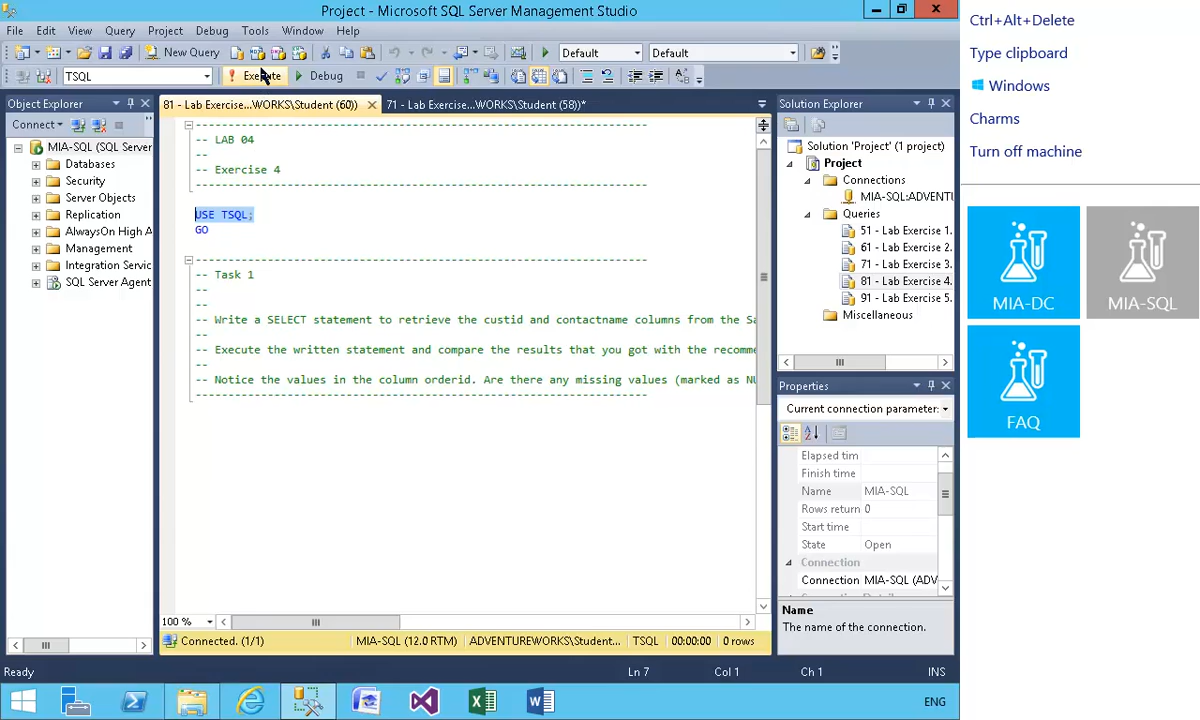 Project - Microsoft SQL Server Management Studio
File Edit View Query Project Debug Tools Window Help
New Query Default Default
TSQL Execute Debug
Object Explorer
Connect
MIA-SQL (SQL Server
Databases
Security
Server Objects
Replication
AlwaysOn High A
Management
Integration Servic
SQL Server Agent
81 - Lab Exercise...WORKS\Student (60)) 71 - Lab Exercise...WORKS\Student (58))*
-- LAB 04
--
-- Exercise 4
USE TSQL;
GO
-- Task 1
--
--
-- Write a SELECT statement to retrieve the custid and contactname columns from the Sa
--
-- Execute the written statement and compare the results that you got with the recomme
--
-- Notice the values in the column orderid. Are there any missing values (marked as NU
100 %
Connected. (1/1) MIA-SQL (12.0 RTM) ADVENTUREWORKS\Student... TSQL 00:00:00 0 rows
Solution Explorer
Solution 'Project' (1 project)
Project
Connections
MIA-SQL:ADVENTU
Queries
51 - Lab Exercise 1.
61 - Lab Exercise 2.
71 - Lab Exercise 3.
81 - Lab Exercise 4.
91 - Lab Exercise 5.
Miscellaneous
Properties
Current connection parameter:
Elapsed tim
Finish time
Name MIA-SQL
Rows return 0
Start time
State Open
Connection
Connection MIA-SQL (ADV
Name
The name of the connection.
Ready Ln 7 Col 1 Ch 1 INS
ENG
Ctrl+Alt+Delete
Type clipboard
Windows
Charms
Turn off machine
MIA-DC
MIA-SQL
FAQ